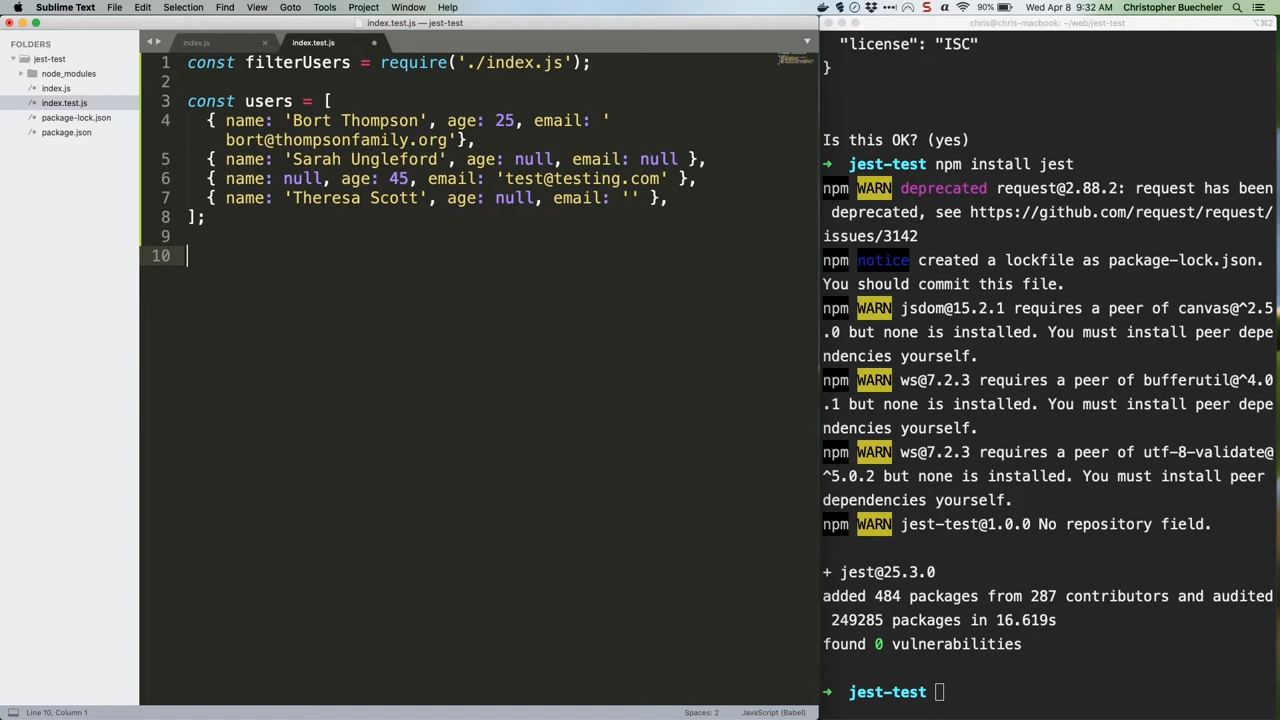 Sublime Text File Edit Selection Find View Goto Tools Project Window Help
90% Wed Apr 8 9:32 AM Christopher Buecheler
index.test.js — jest-test
chris@chris-macbook: ~/web/jest-test
⌥⌘2
FOLDERS
jest-test
node_modules
index.js
index.test.js
package-lock.json
package.json
index.js
index.test.js
1 const filterUsers = require('./index.js');
2
3 const users = [
4 { name: 'Bort Thompson', age: 25, email: '
bort@thompsonfamily.org'},
5 { name: 'Sarah Ungleford', age: null, email: null },
6 { name: null, age: 45, email: 'test@testing.com' },
7 { name: 'Theresa Scott', age: null, email: '' },
8 ];
9
10
"license": "ISC"
}
Is this OK? (yes)
➜ jest-test npm install jest
npm WARN deprecated request@2.88.2: request has been
deprecated, see https://github.com/request/request/
issues/3142
npm notice created a lockfile as package-lock.json.
You should commit this file.
npm WARN jsdom@15.2.1 requires a peer of canvas@^2.5
.0 but none is installed. You must install peer depe
ndencies yourself.
npm WARN ws@7.2.3 requires a peer of bufferutil@^4.0
.1 but none is installed. You must install peer depe
ndencies yourself.
npm WARN ws@7.2.3 requires a peer of utf-8-validate@
^5.0.2 but none is installed. You must install peer
dependencies yourself.
npm WARN jest-test@1.0.0 No repository field.
+ jest@25.3.0
added 484 packages from 287 contributors and audited
249285 packages in 16.619s
found 0 vulnerabilities
➜ jest-test
Line 10, Column 1
Spaces: 2
JavaScript (Babel)